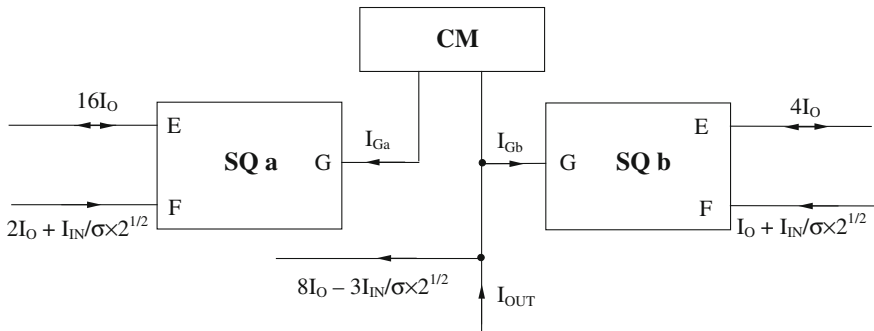 CM
16I_O
4I_O
E
E
I_Ga
I_Gb
SQ a
G
G
SQ b
F
F
2I_O + I_IN/σ×2^1/2
I_O + I_IN/σ×2^1/2
8I_O – 3I_IN/σ×2^1/2
I_OUT